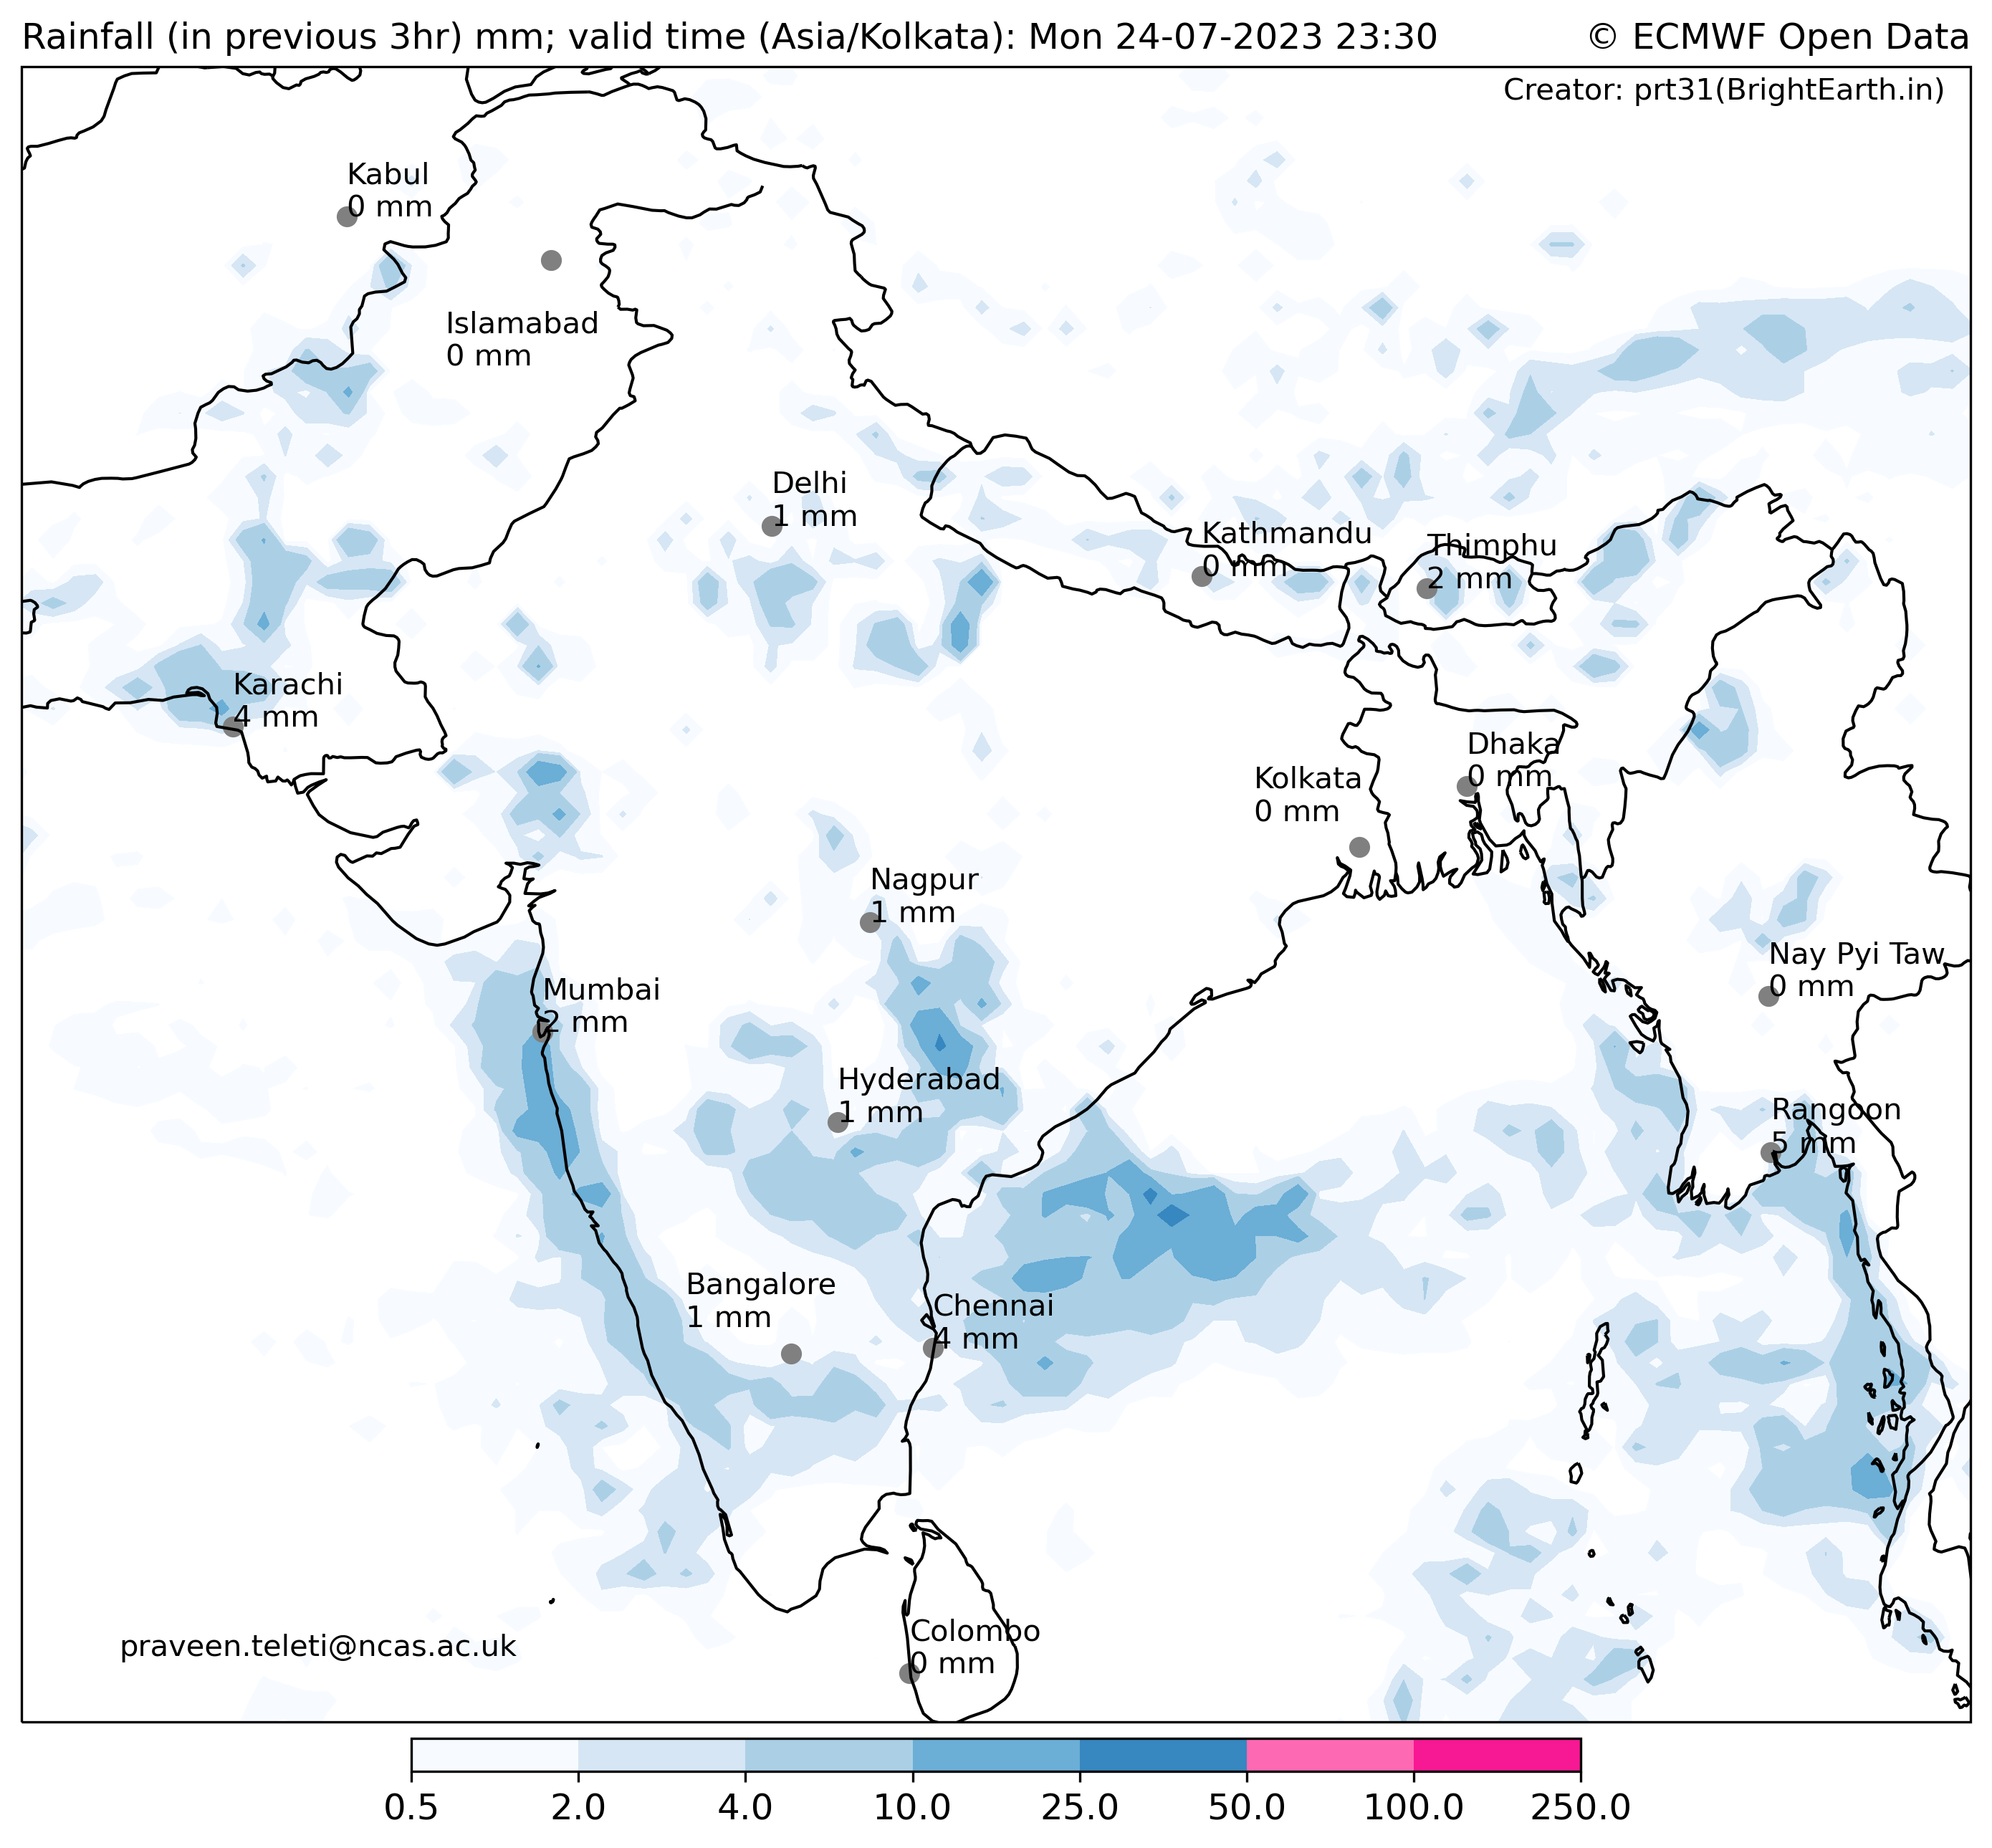 Rainfall (in previous 3hr) mm; valid time (Asia/Kolkata): Mon 24-07-2023 23:30
© ECMWF Open Data
Creator: prt31(BrightEarth.in)
Kabul
0 mm
Islamabad
0 mm
Delhi
1 mm
Kathmandu
0 mm
Thimphu
2 mm
Karachi
4 mm
Dhaka
0 mm
Kolkata
0 mm
Nagpur
1 mm
Nay Pyi Taw
0 mm
Mumbai
2 mm
Hyderabad
1 mm
Rangoon
5 mm
Bangalore
1 mm
Chennai
4 mm
Colombo
0 mm
praveen.teleti@ncas.ac.uk
0.5 2.0 4.0 10.0 25.0 50.0 100.0 250.0